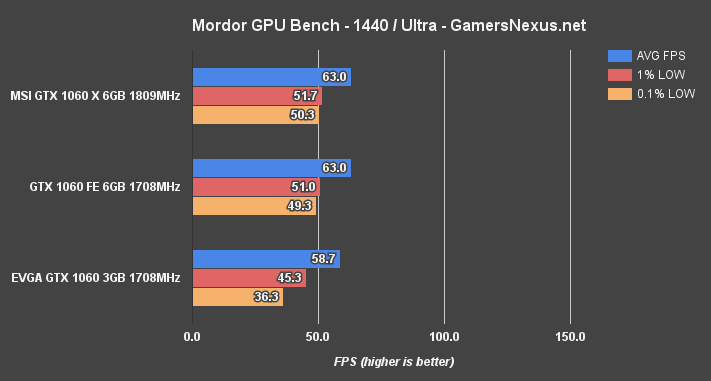 Mordor GPU Bench - 1440 / Ultra - GamersNexus.net
AVG FPS
1% LOW
0.1% LOW
MSI GTX 1060 X 6GB 1809MHz
63.0
51.7
50.3
GTX 1060 FE 6GB 1708MHz
63.0
51.0
49.3
EVGA GTX 1060 3GB 1708MHz
58.7
45.3
36.3
0.0 50.0 100.0 150.0
FPS (higher is better)